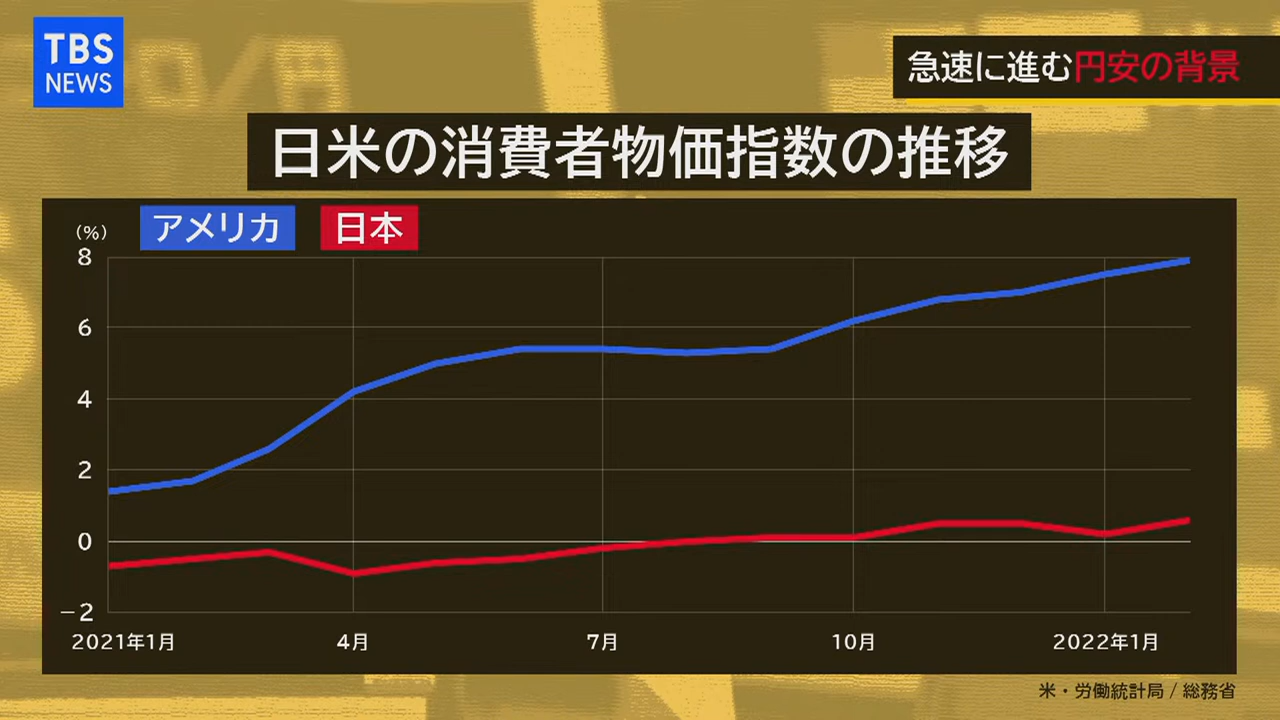 TBS
NEWS
急速に進む円安の背景
日米の消費者物価指数の推移
(%)
アメリカ 日本
8
6
4
2
0
-2
2021年1月 4月 7月 10月 2022年1月
米・労働統計局 / 総務省